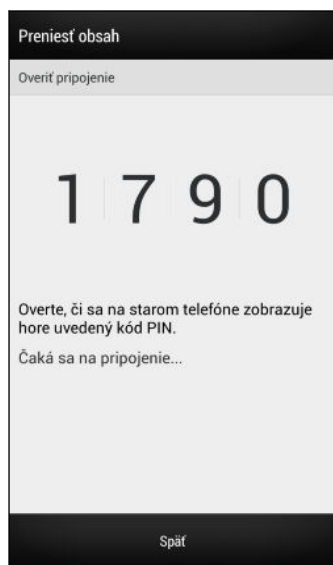 Preniesť obsah
Overiť pripojenie
1 7 9 0
Overte, či sa na starom telefóne zobrazuje
hore uvedený kód PIN.
Čaká sa na pripojenie...
Späť